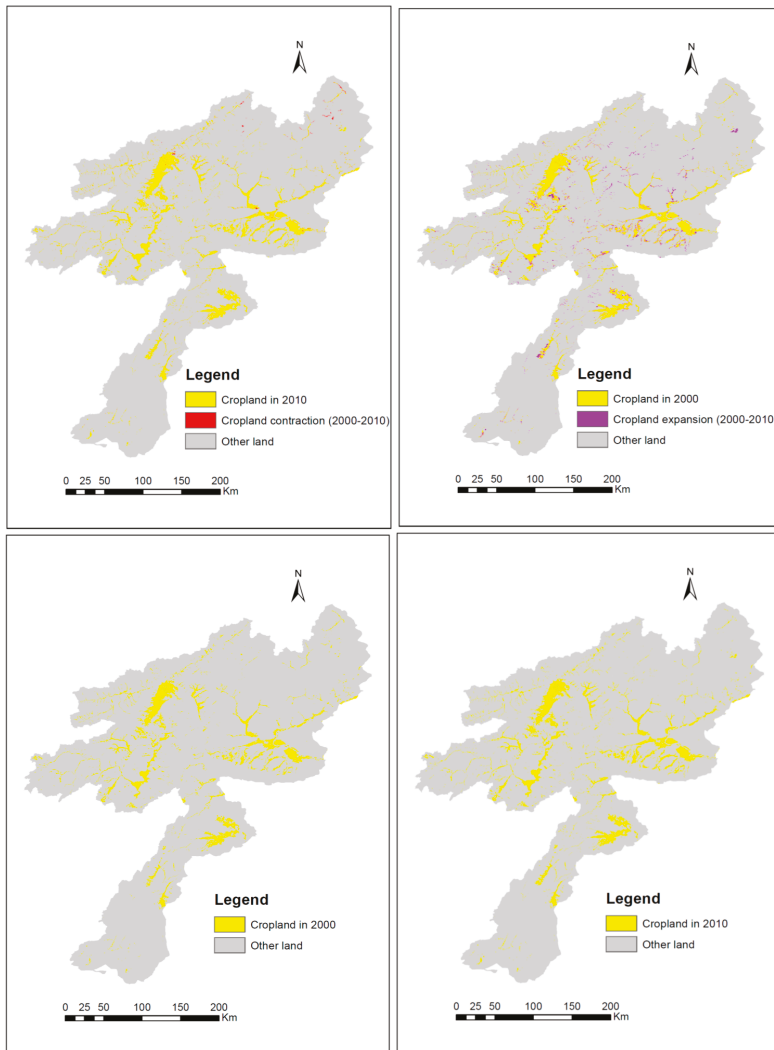 N
Legend
Cropland in 2010
Cropland contraction (2000-2010)
Other land
0 25 50 100 150 200
Km
N
Legend
Cropland in 2000
Cropland expansion (2000-2010
Other land
0 25 50 100 150 200
Km
N
Legend
Cropland in 2000
Other land
0 25 50 100 150 200
Km
N
Legend
Cropland in 2010
Other land
0 25 50 100 150 200
Km